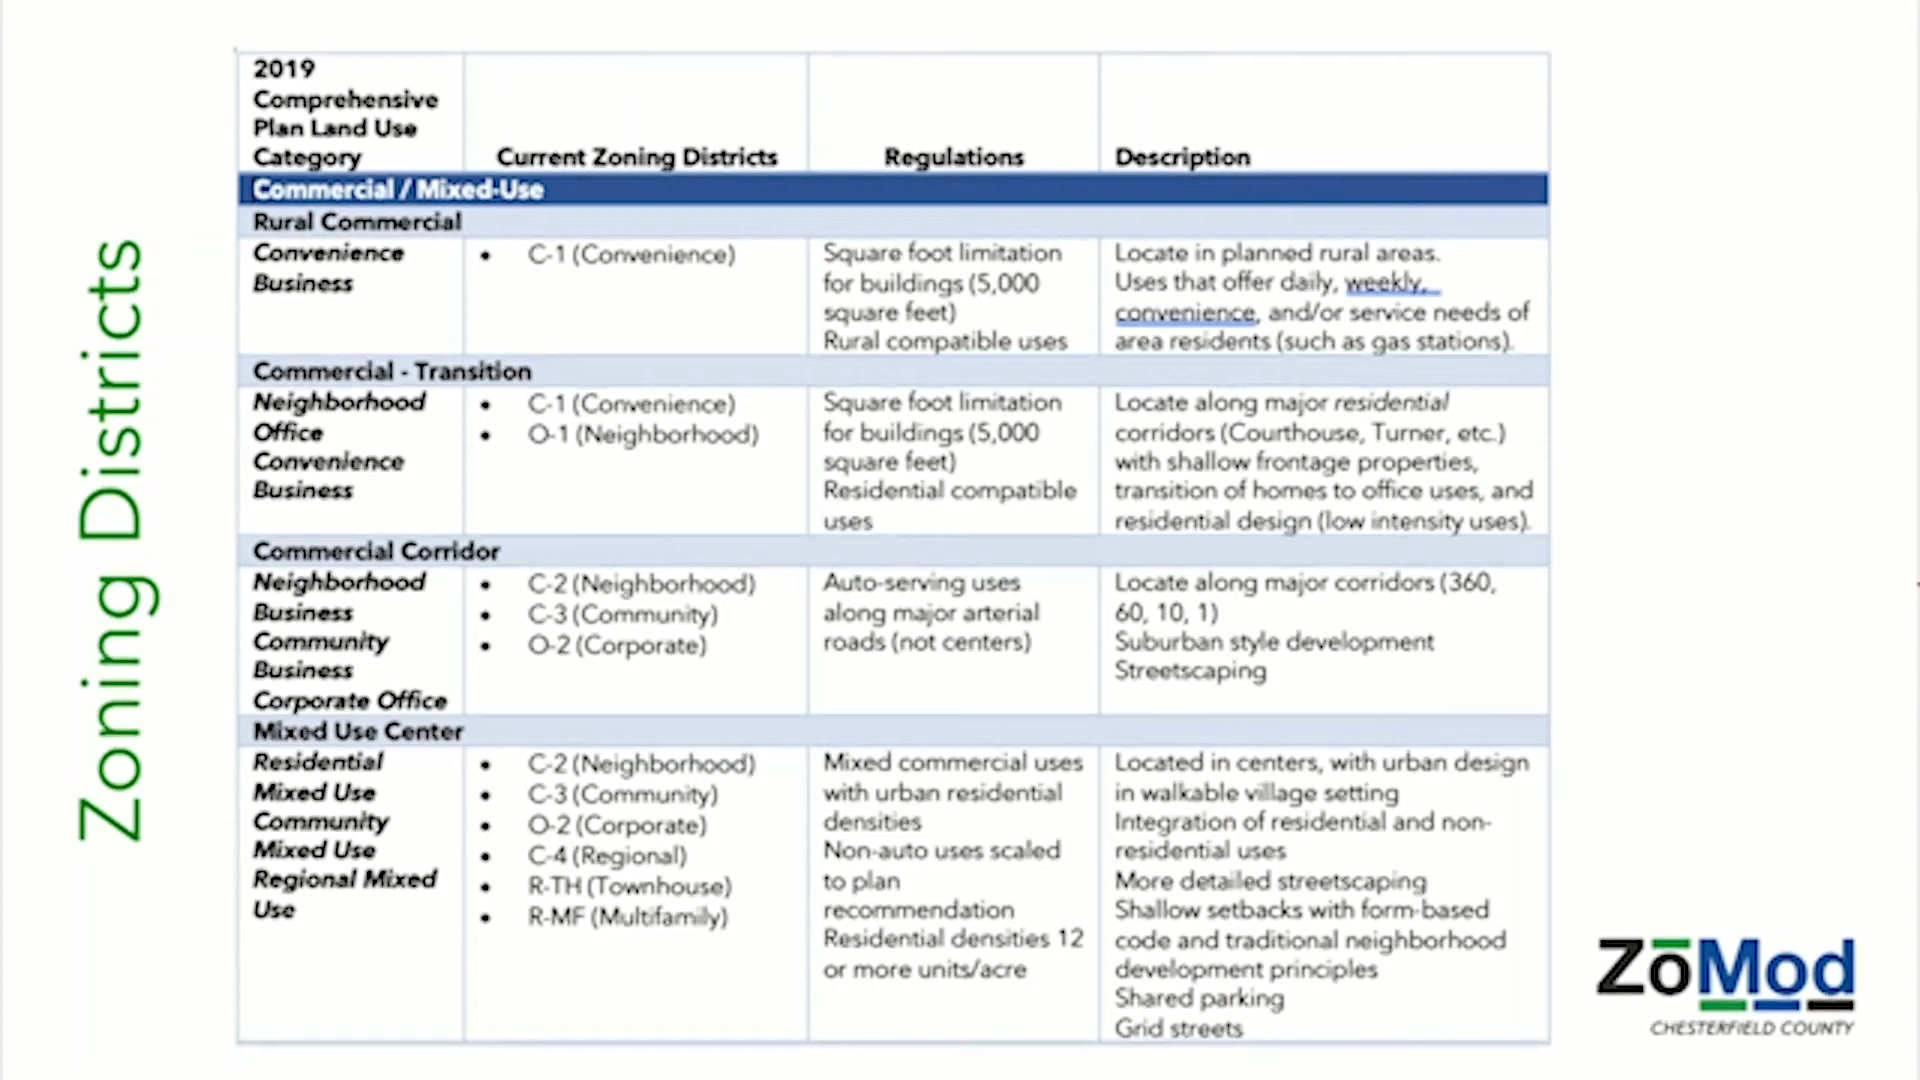 Zoning Districts
2019
Comprehensive
Plan Land Use
Category
Current Zoning Districts
Regulations
Description
Commercial / Mixed-Use
Rural Commercial
Convenience
Business
• C-1 (Convenience)
Square foot limitation
for buildings (5,000
square feet)
Rural compatible uses
Locate in planned rural areas.
Uses that offer daily, weekly,
convenience, and/or service needs of
area residents (such as gas stations).
Commercial - Transition
Neighborhood
Office
Convenience
Business
• C-1 (Convenience)
• O-1 (Neighborhood)
Square foot limitation
for buildings (5,000
square feet)
Residential compatible
uses
Locate along major residential
corridors (Courthouse, Turner, etc.)
with shallow frontage properties,
transition of homes to office uses, and
residential design (low intensity uses).
Commercial Corridor
Neighborhood
Business
Community
Business
Corporate Office
• C-2 (Neighborhood)
• C-3 (Community)
• O-2 (Corporate)
Auto-serving uses
along major arterial
roads (not centers)
Locate along major corridors (360,
60, 10, 1)
Suburban style development
Streetscaping
Mixed Use Center
Residential
Mixed Use
Community
Mixed Use
Regional Mixed
Use
• C-2 (Neighborhood)
• C-3 (Community)
• O-2 (Corporate)
• C-4 (Regional)
• R-TH (Townhouse)
• R-MF (Multifamily)
Mixed commercial uses
with urban residential
densities
Non-auto uses scaled
to plan
recommendation
Residential densities 12
or more units/acre
Located in centers, with urban design
in walkable village setting
Integration of residential and non-
residential uses
More detailed streetscaping
Shallow setbacks with form-based
code and traditional neighborhood
development principles
Shared parking
Grid streets
ZōMod
CHESTERFIELD COUNTY